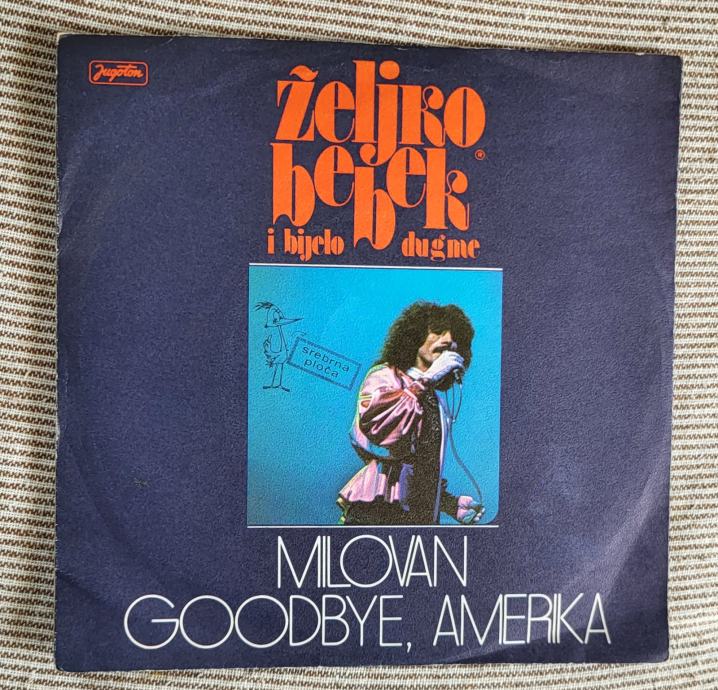 Jugoton
željko
bebek
®
i bijelo dugme
srebrna
ploča
MILOVAN
GOODBYE, AMERIKA